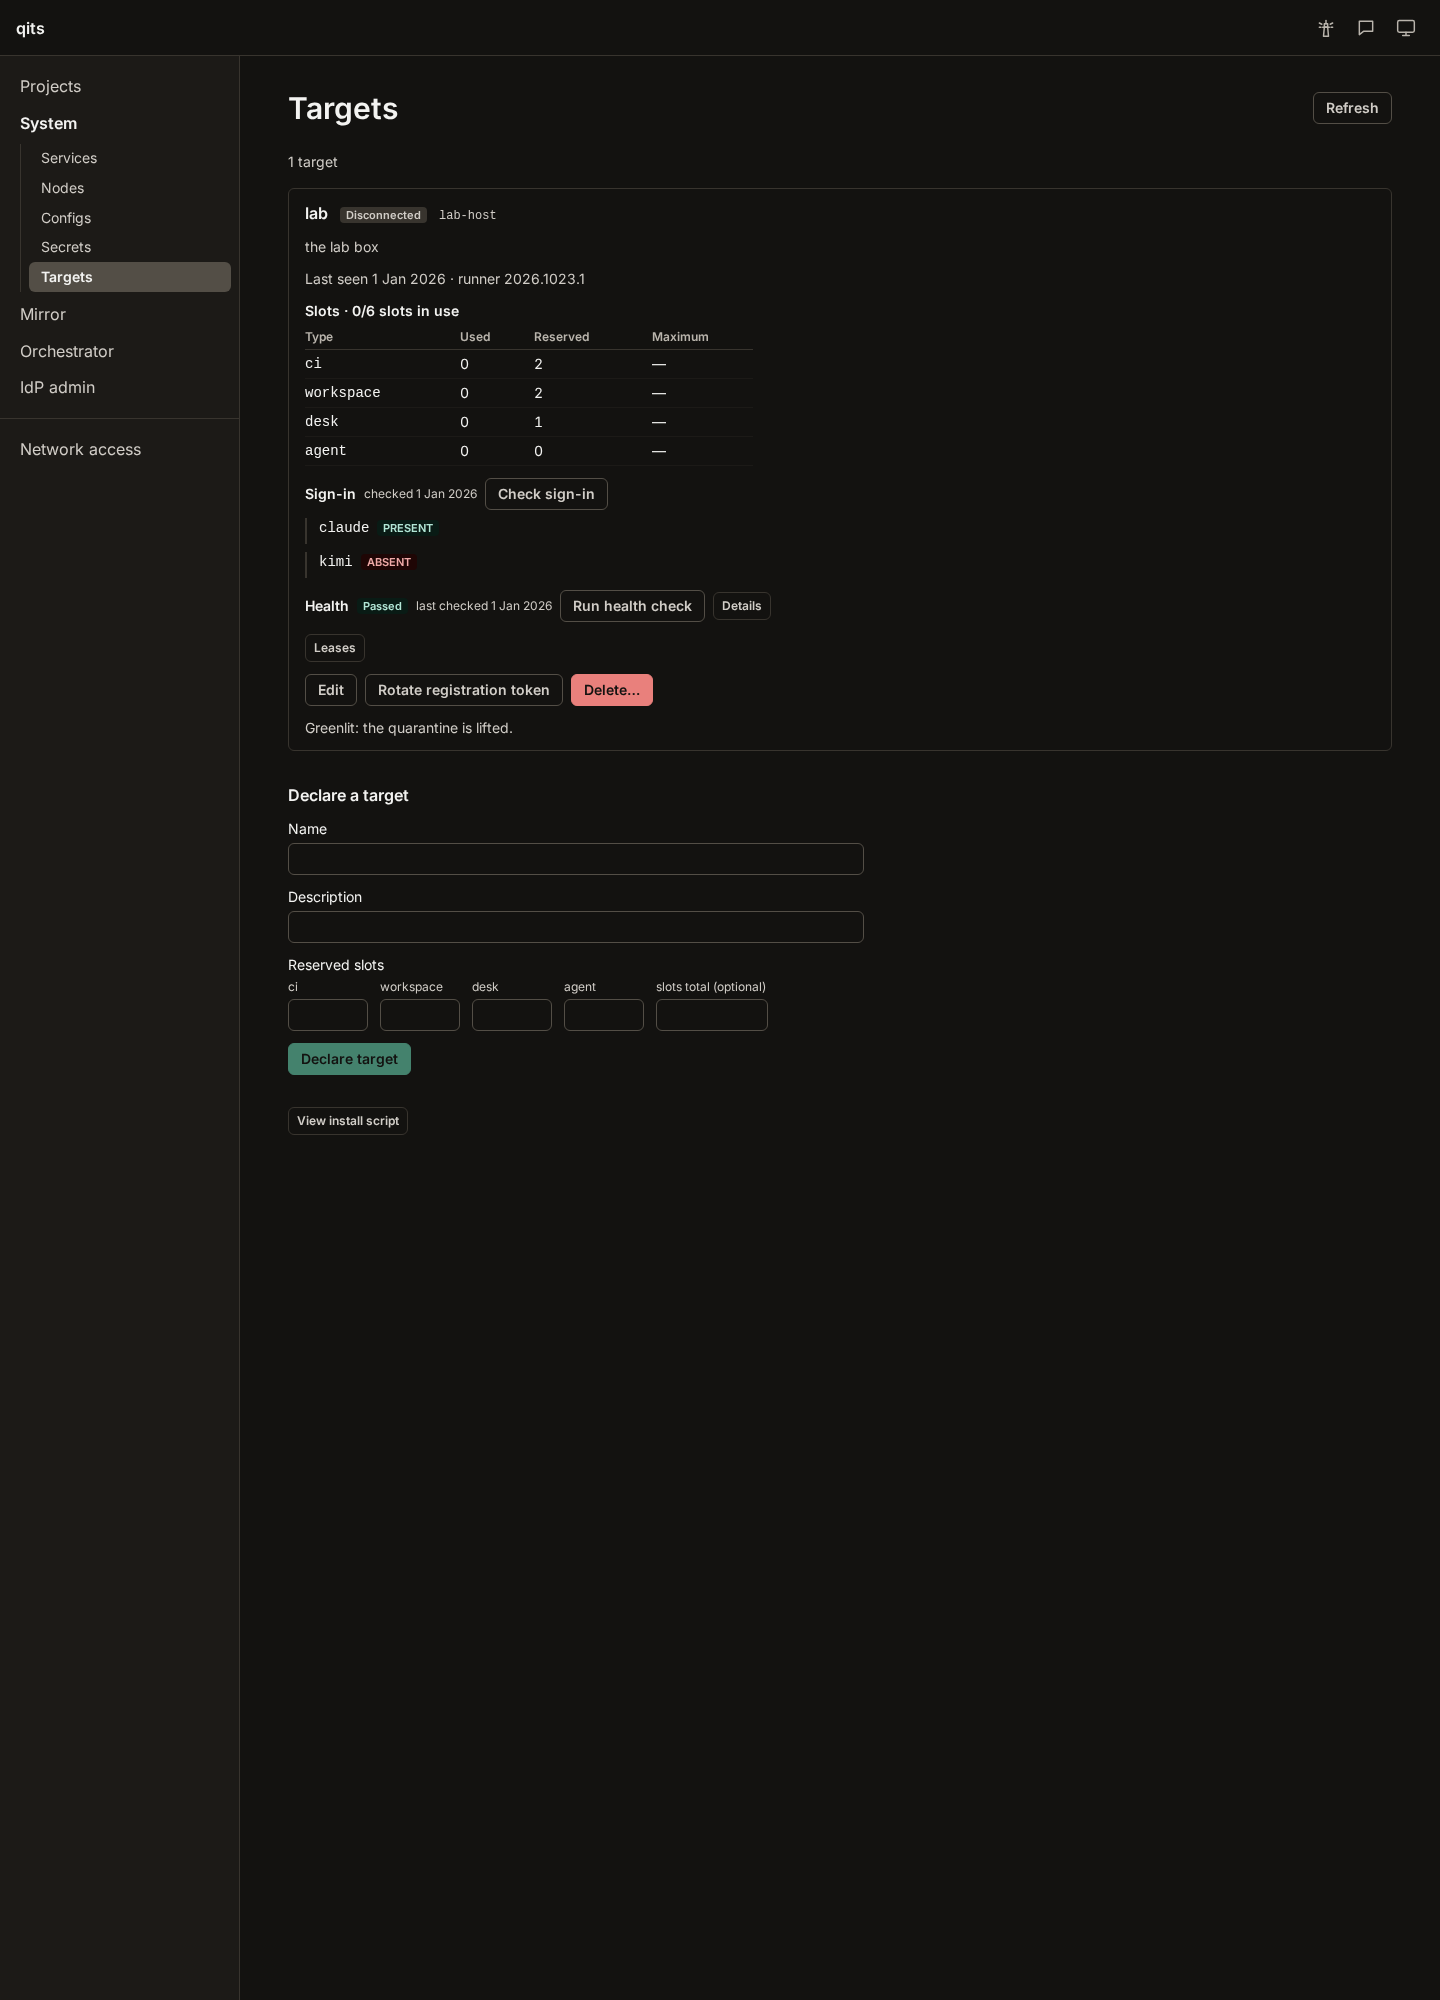 qits
Projects
System
Services
Nodes
Configs
Secrets
Targets
Mirror
Orchestrator
IdP admin
Network access
Targets
Refresh
1 target
lab Disconnected lab-host
the lab box
Last seen 1 Jan 2026 · runner 2026.1023.1
Slots · 0/6 slots in use
Type Used Reserved Maximum
ci 0 2 —
workspace 0 2 —
desk 0 1 —
agent 0 0 —
Sign-in checked 1 Jan 2026 Check sign-in
claude PRESENT
kimi ABSENT
Health Passed last checked 1 Jan 2026 Run health check Details
Leases
Edit Rotate registration token Delete...
Greenlit: the quarantine is lifted.
Declare a target
Name
Description
Reserved slots
ci workspace desk agent slots total (optional)
Declare target
View install script